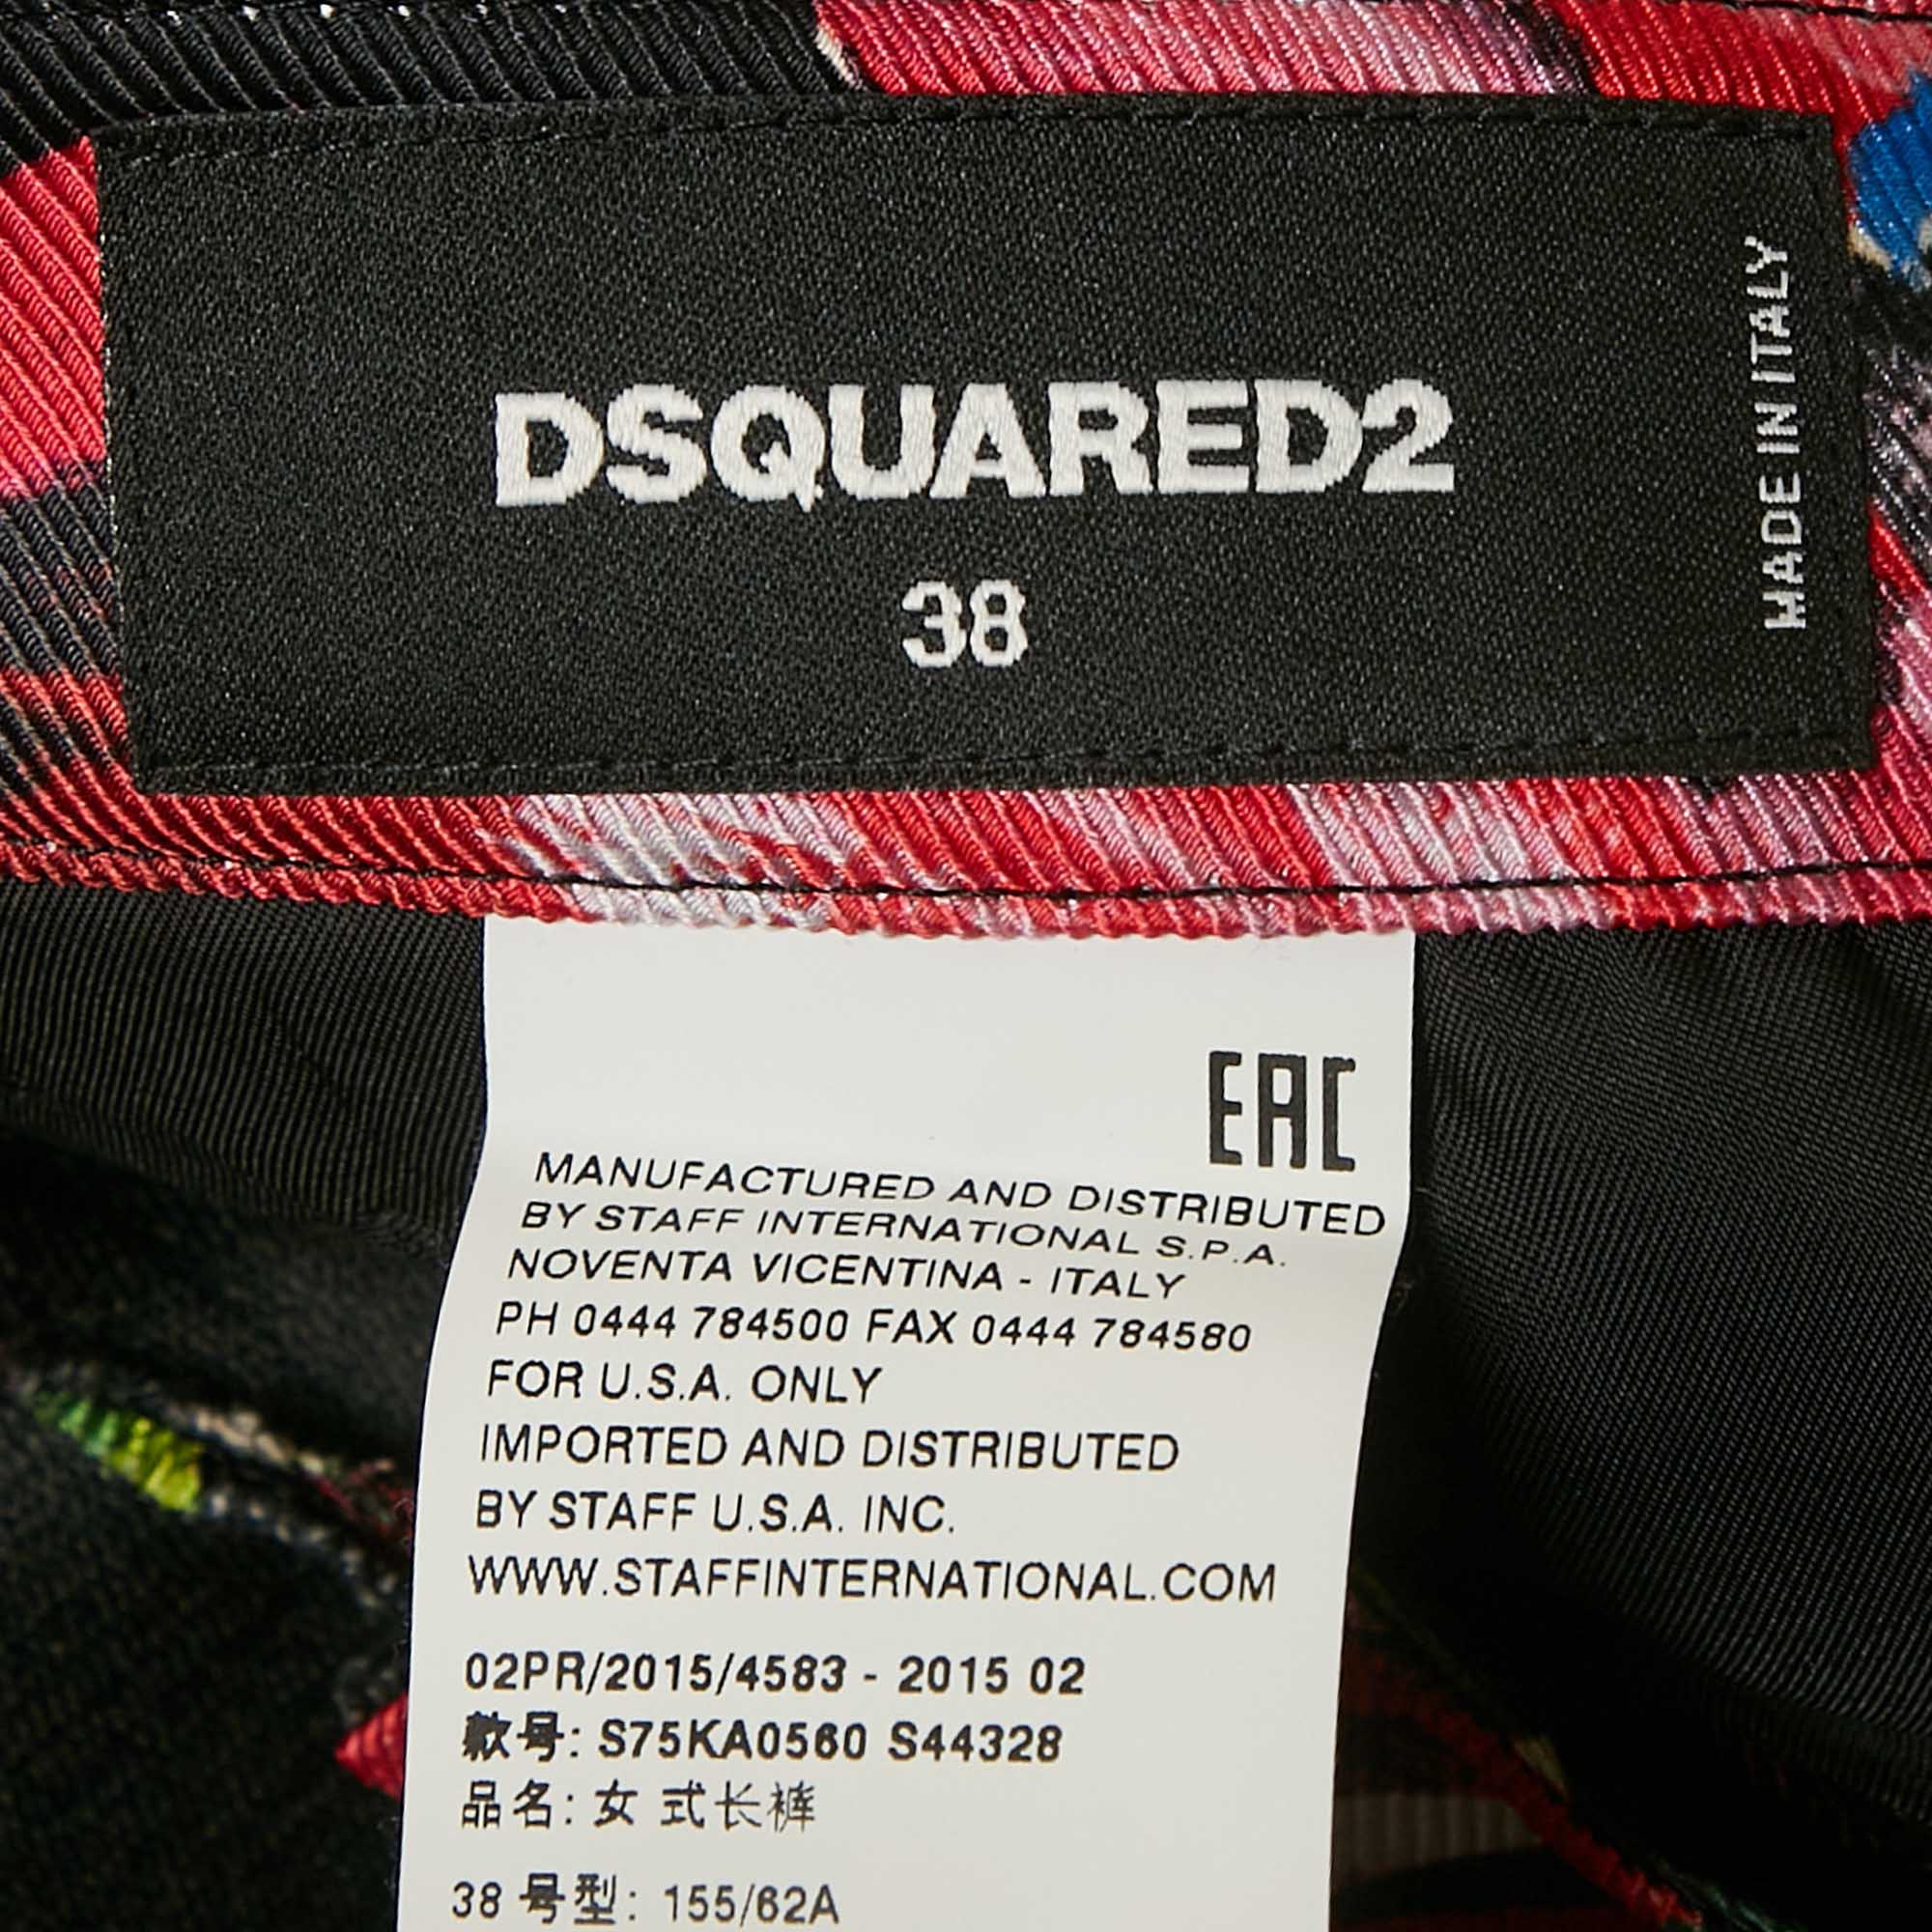 DSQUARED2
38
MADE IN ITALY
EAC
MANUFACTURED AND DISTRIBUTED
BY STAFF INTERNATIONAL S.P.A.
NOVENTA VICENTINA - ITALY
PH 0444 784500 FAX 0444 784580
FOR U.S.A. ONLY
IMPORTED AND DISTRIBUTED
BY STAFF U.S.A. INC.
WWW.STAFFINTERNATIONAL.COM
02PR/2015/4583 - 2015 02
款号: S75KA0560 S44328
品名: 女 式长裤
38 号型: 155/62A